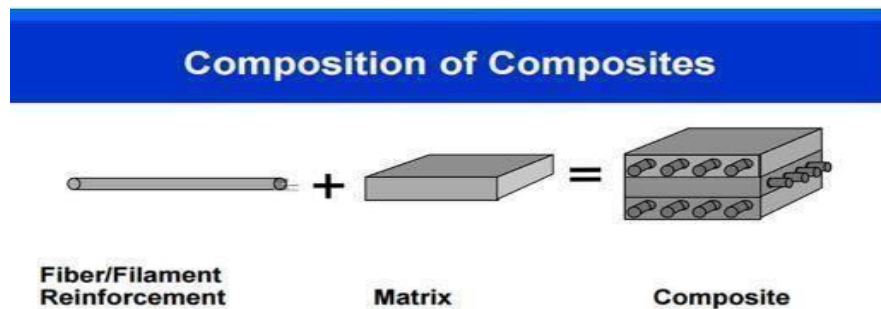 Composition of Composites
+
=
Fiber/Filament
Reinforcement
Matrix
Composite